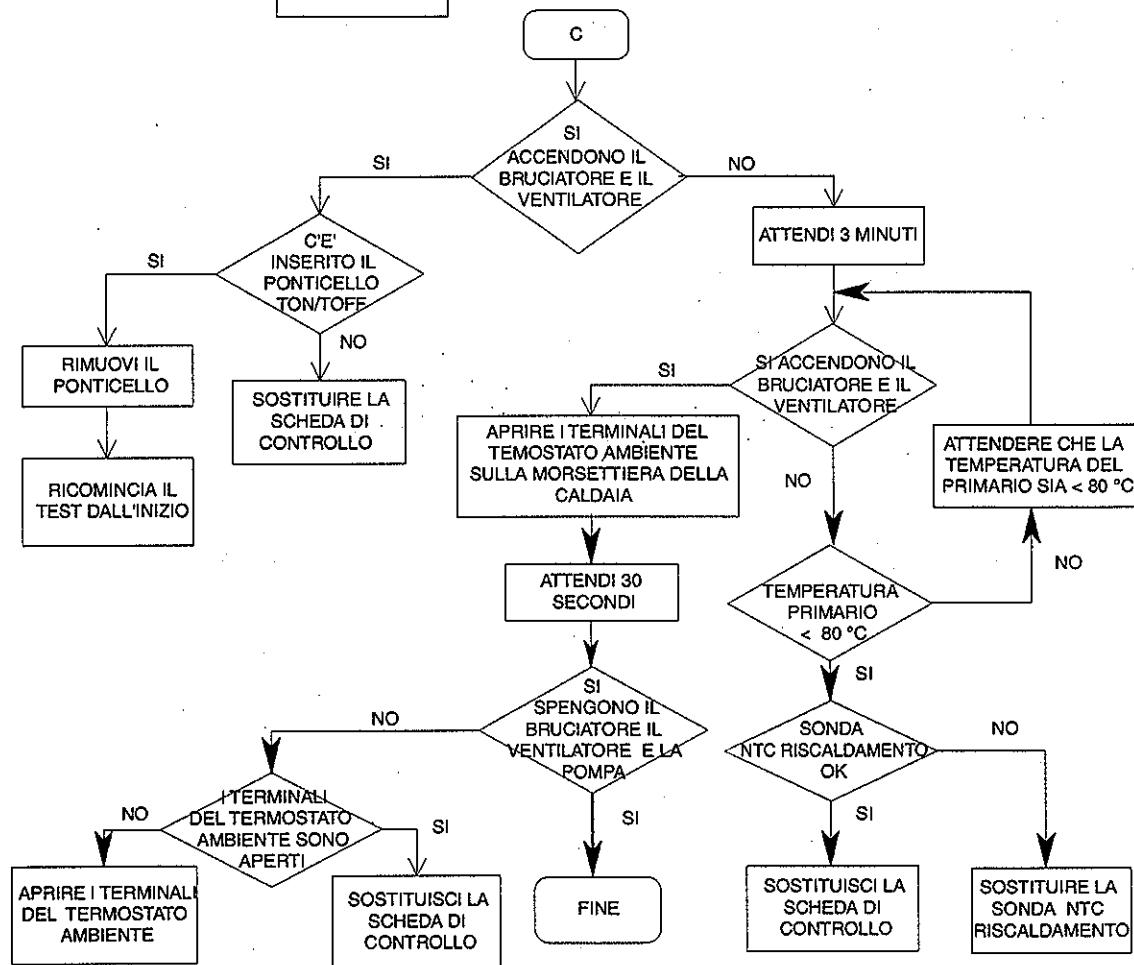 C
SI
ACCENDONO IL
BRUCIATORE E IL
VENTILATORE
SI
NO
C'E'
INSERITO IL
PONTICELLO
TON/TOFF
ATTENDI 3 MINUTI
SI
NO
RIMUOVI IL
PONTICELLO
SOSTITUIRE LA
SCHEDA DI
CONTROLLO
RICOMINCIA IL
TEST DALL'INIZIO
SI ACCENDONO IL
BRUCIATORE E IL
VENTILATORE
SI
NO
APRIRE I TERMINALI DEL
TEMOSTATO AMBIENTE
SULLA MORSETTIERA DELLA
CALDAIA
ATTENDERE CHE LA
TEMPERATURA DEL
PRIMARIO SIA < 80 °C
ATTENDI 30
SECONDI
TEMPERATURA
PRIMARIO
< 80 °C
NO
SI
SI
SPENGONO IL
BRUCIATORE IL
VENTILATORE E LA
POMPA
NO
SI
SONDA
NTC RISCALDAMENTO
OK
NO
SI
I TERMINALI
DEL TERMOSTATO
AMBIENTE SONO
APERTI
NO
SI
APRIRE I TERMINALI
DEL TERMOSTATO
AMBIENTE
SOSTITUISCI LA
SCHEDA DI
CONTROLLO
FINE
SOSTITUISCI LA
SCHEDA DI
CONTROLLO
SOSTITUIRE LA
SONDA NTC
RISCALDAMENTO